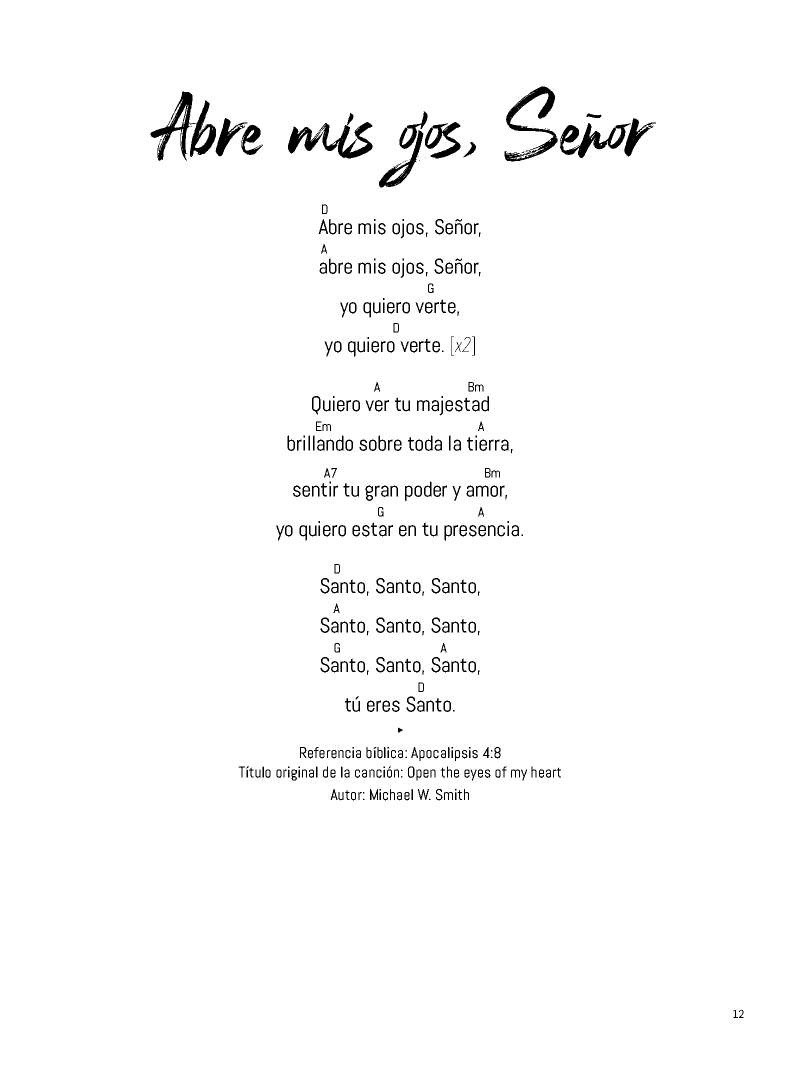 Abre mis ojos, Señor
D
Abre mis ojos, Señor,
A
abre mis ojos, Señor,
G
yo quiero verte,
D
yo quiero verte. [x2]
A Bm
Quiero ver tu majestad
Em A
brillando sobre toda la tierra,
A7 Bm
sentir tu gran poder y amor,
G A
yo quiero estar en tu presencia.
D
Santo, Santo, Santo,
A
Santo, Santo, Santo,
G A
Santo, Santo, Santo,
D
tú eres Santo.
Referencia bíblica: Apocalipsis 4:8
Título original de la canción: Open the eyes of my heart
Autor: Michael W. Smith
12